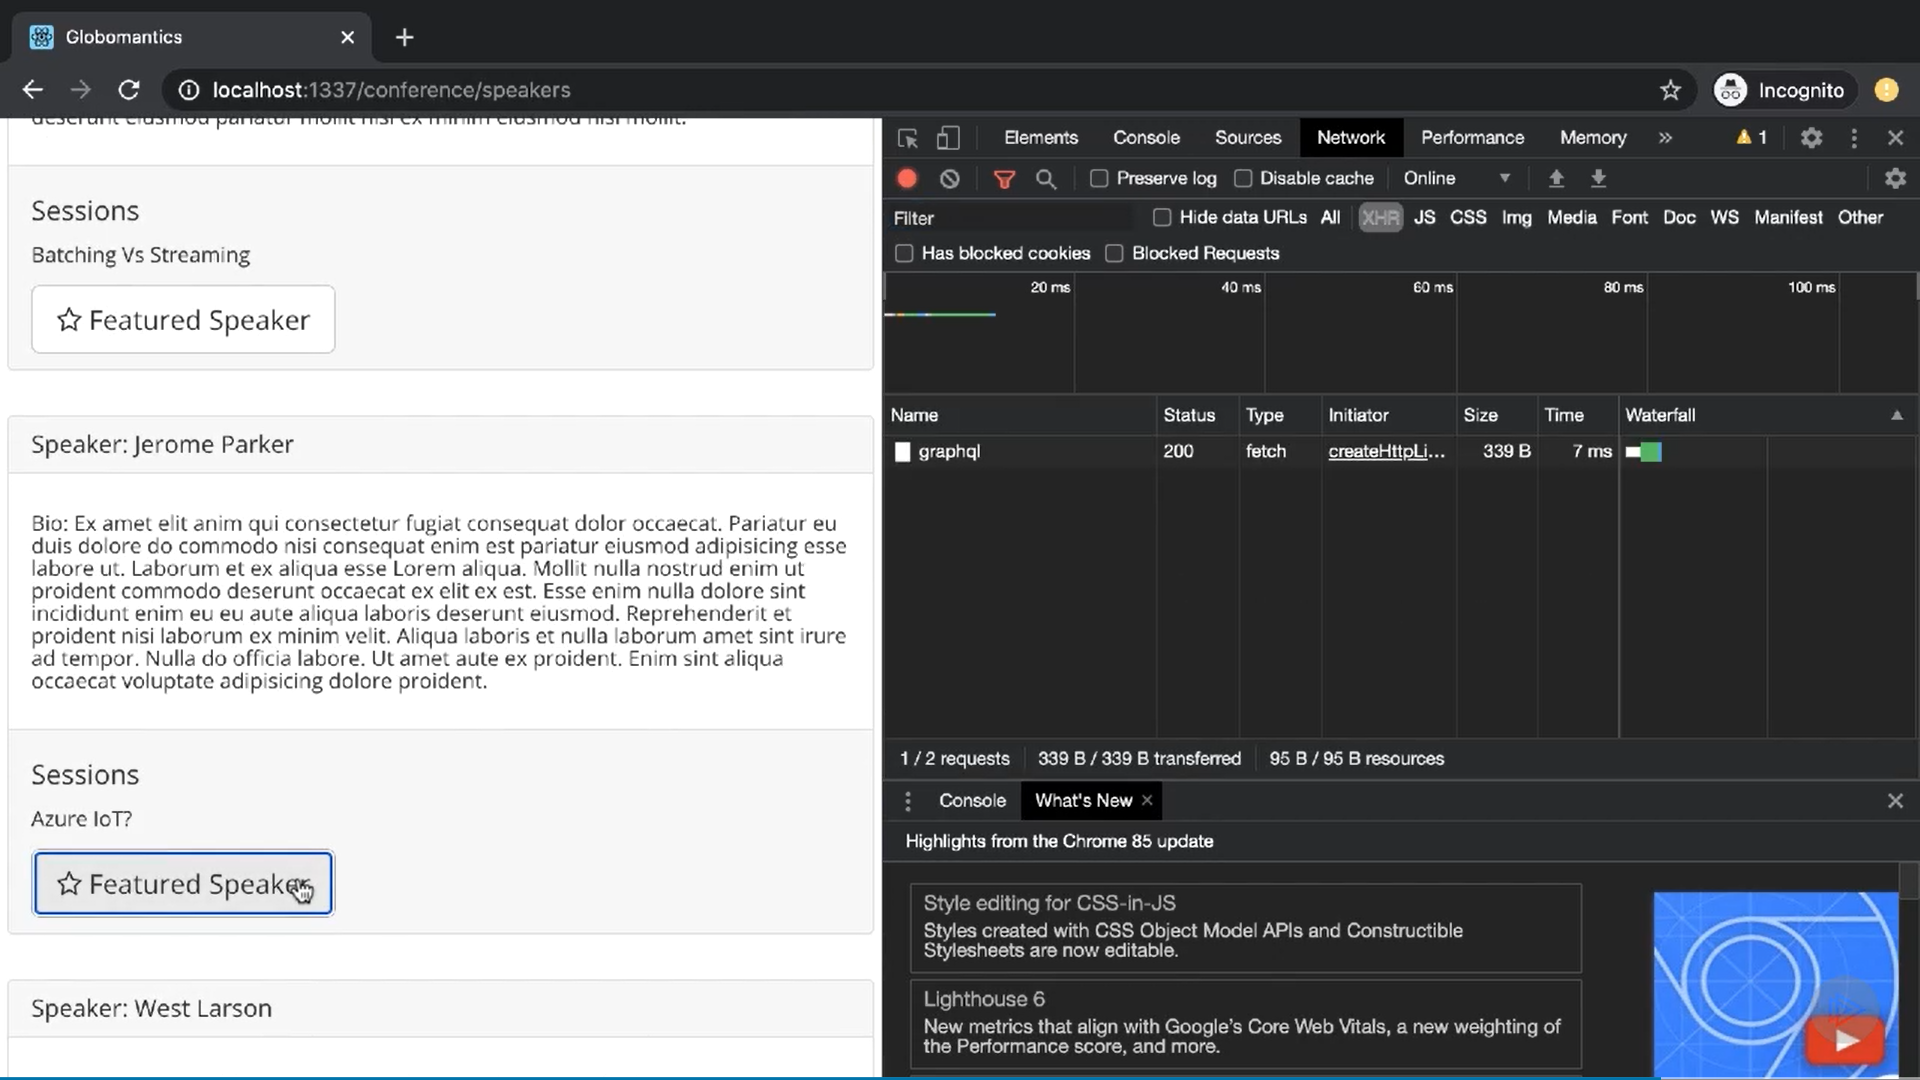 Globomantics
localhost:1337/conference/speakers
Incognito
deserunt eiusmod pariatur mollit nisi ex minim eiusmod nisi mollit.
Sessions
Batching Vs Streaming
Featured Speaker
Speaker: Jerome Parker
Bio: Ex amet elit anim qui consectetur fugiat consequat dolor occaecat. Pariatur eu
duis dolore do commodo nisi consequat enim est pariatur eiusmod adipisicing esse
labore ut. Laborum et ex aliqua esse Lorem aliqua. Mollit nulla nostrud enim ut
proident commodo deserunt occaecat ex elit ex est. Esse enim nulla dolore sint
incididunt enim eu eu aute aliqua laboris deserunt eiusmod. Reprehenderit et
proident nisi laborum ex minim velit. Aliqua laboris et nulla laborum amet sint irure
ad tempor. Nulla do officia labore. Ut amet aute ex proident. Enim sint aliqua
occaecat voluptate adipisicing dolore proident.
Sessions
Azure IoT?
Featured Speaker
Speaker: West Larson
Elements Console Sources Network Performance Memory » 1
Preserve log Disable cache Online
Filter Hide data URLs All XHR JS CSS Img Media Font Doc WS Manifest Other
Has blocked cookies Blocked Requests
20 ms 40 ms 60 ms 80 ms 100 ms
Name Status Type Initiator Size Time Waterfall
graphql 200 fetch createHttpLi... 339 B 7 ms
1 / 2 requests 339 B / 339 B transferred 95 B / 95 B resources
Console What's New
Highlights from the Chrome 85 update
Style editing for CSS-in-JS
Styles created with CSS Object Model APIs and Constructible
Stylesheets are now editable.
Lighthouse 6
New metrics that align with Google's Core Web Vitals, a new weighting of
the Performance score, and more.